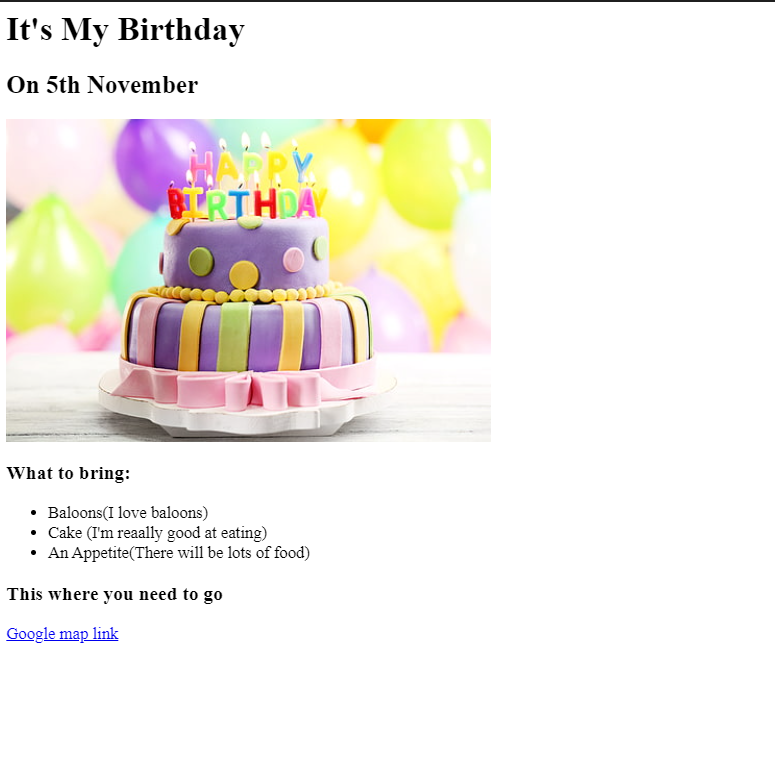 It's My Birthday
On 5th November
HAPPY
BIRTHDAY
What to bring:
Baloons(I love baloons)
Cake (I'm reaally good at eating)
An Appetite(There will be lots of food)
This where you need to go
Google map link